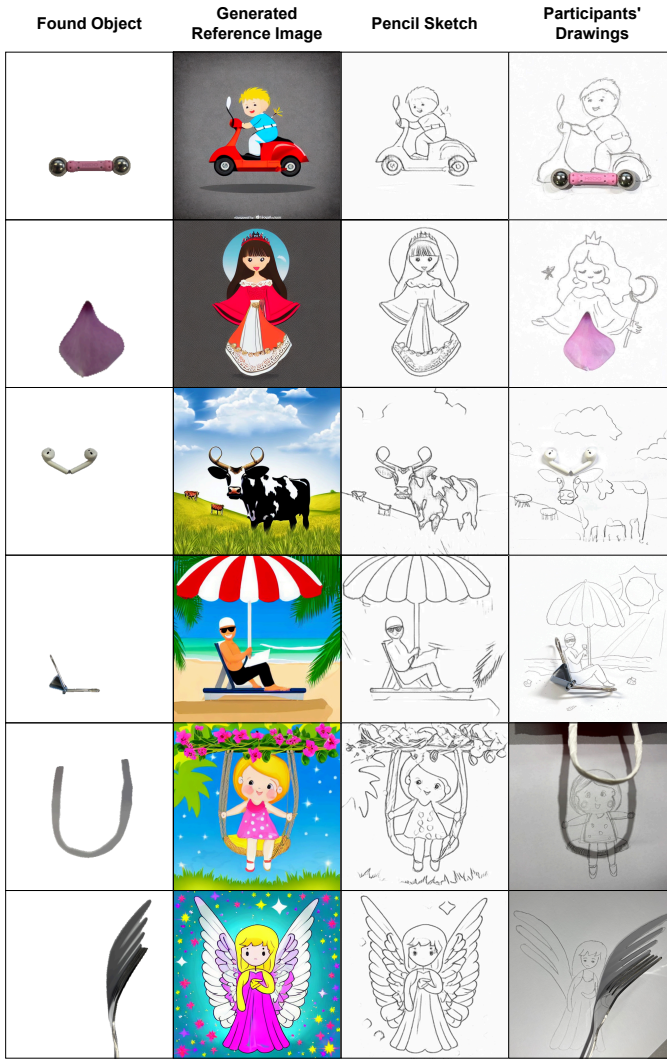 Found Object
Generated
Reference Image
Pencil Sketch
Participants'
Drawings